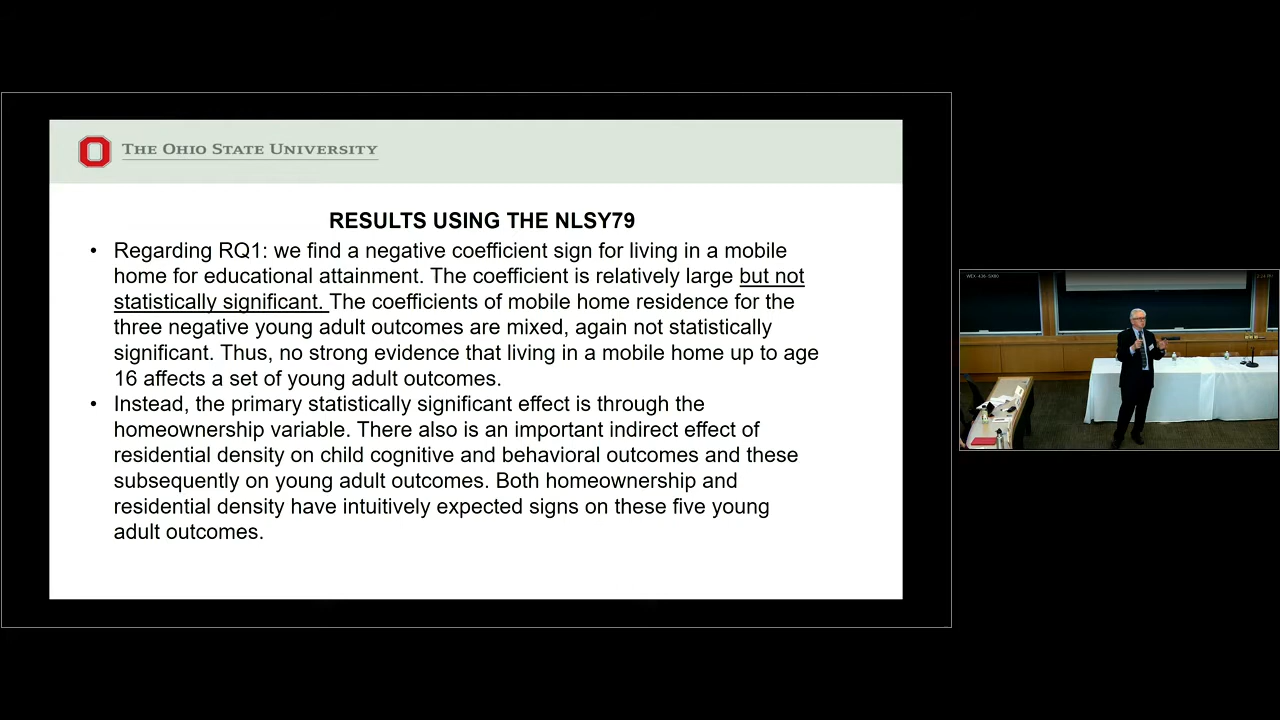 THE OHIO STATE UNIVERSITY
RESULTS USING THE NLSY79
• Regarding RQ1: we find a negative coefficient sign for living in a mobile
home for educational attainment. The coefficient is relatively large but not
statistically significant. The coefficients of mobile home residence for the
three negative young adult outcomes are mixed, again not statistically
significant. Thus, no strong evidence that living in a mobile home up to age
16 affects a set of young adult outcomes.
• Instead, the primary statistically significant effect is through the
homeownership variable. There also is an important indirect effect of
residential density on child cognitive and behavioral outcomes and these
subsequently on young adult outcomes. Both homeownership and
residential density have intuitively expected signs on these five young
adult outcomes.